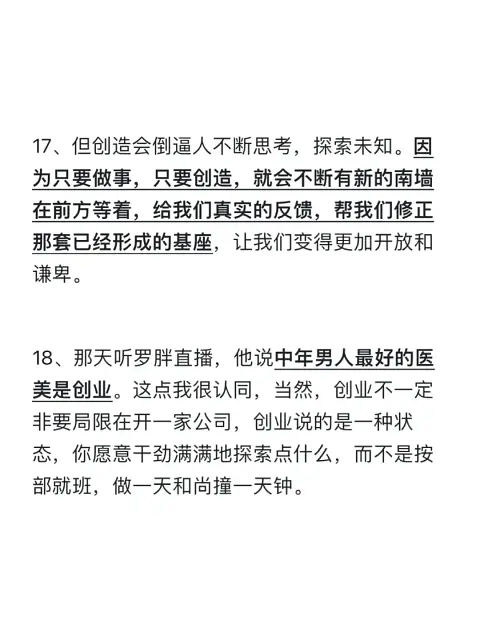 17、但创造会倒逼人不断思考，探索未知。因
为只要做事，只要创造，就会不断有新的南墙
在前方等着，给我们真实的反馈，帮我们修正
那套已经形成的基座，让我们变得更加开放和
谦卑。
18、那天听罗胖直播，他说中年男人最好的医
美是创业。这点我很认同，当然，创业不一定
非要局限在开一家公司，创业说的是一种状
态，你愿意干劲满满地探索点什么，而不是按
部就班，做一天和尚撞一天钟。